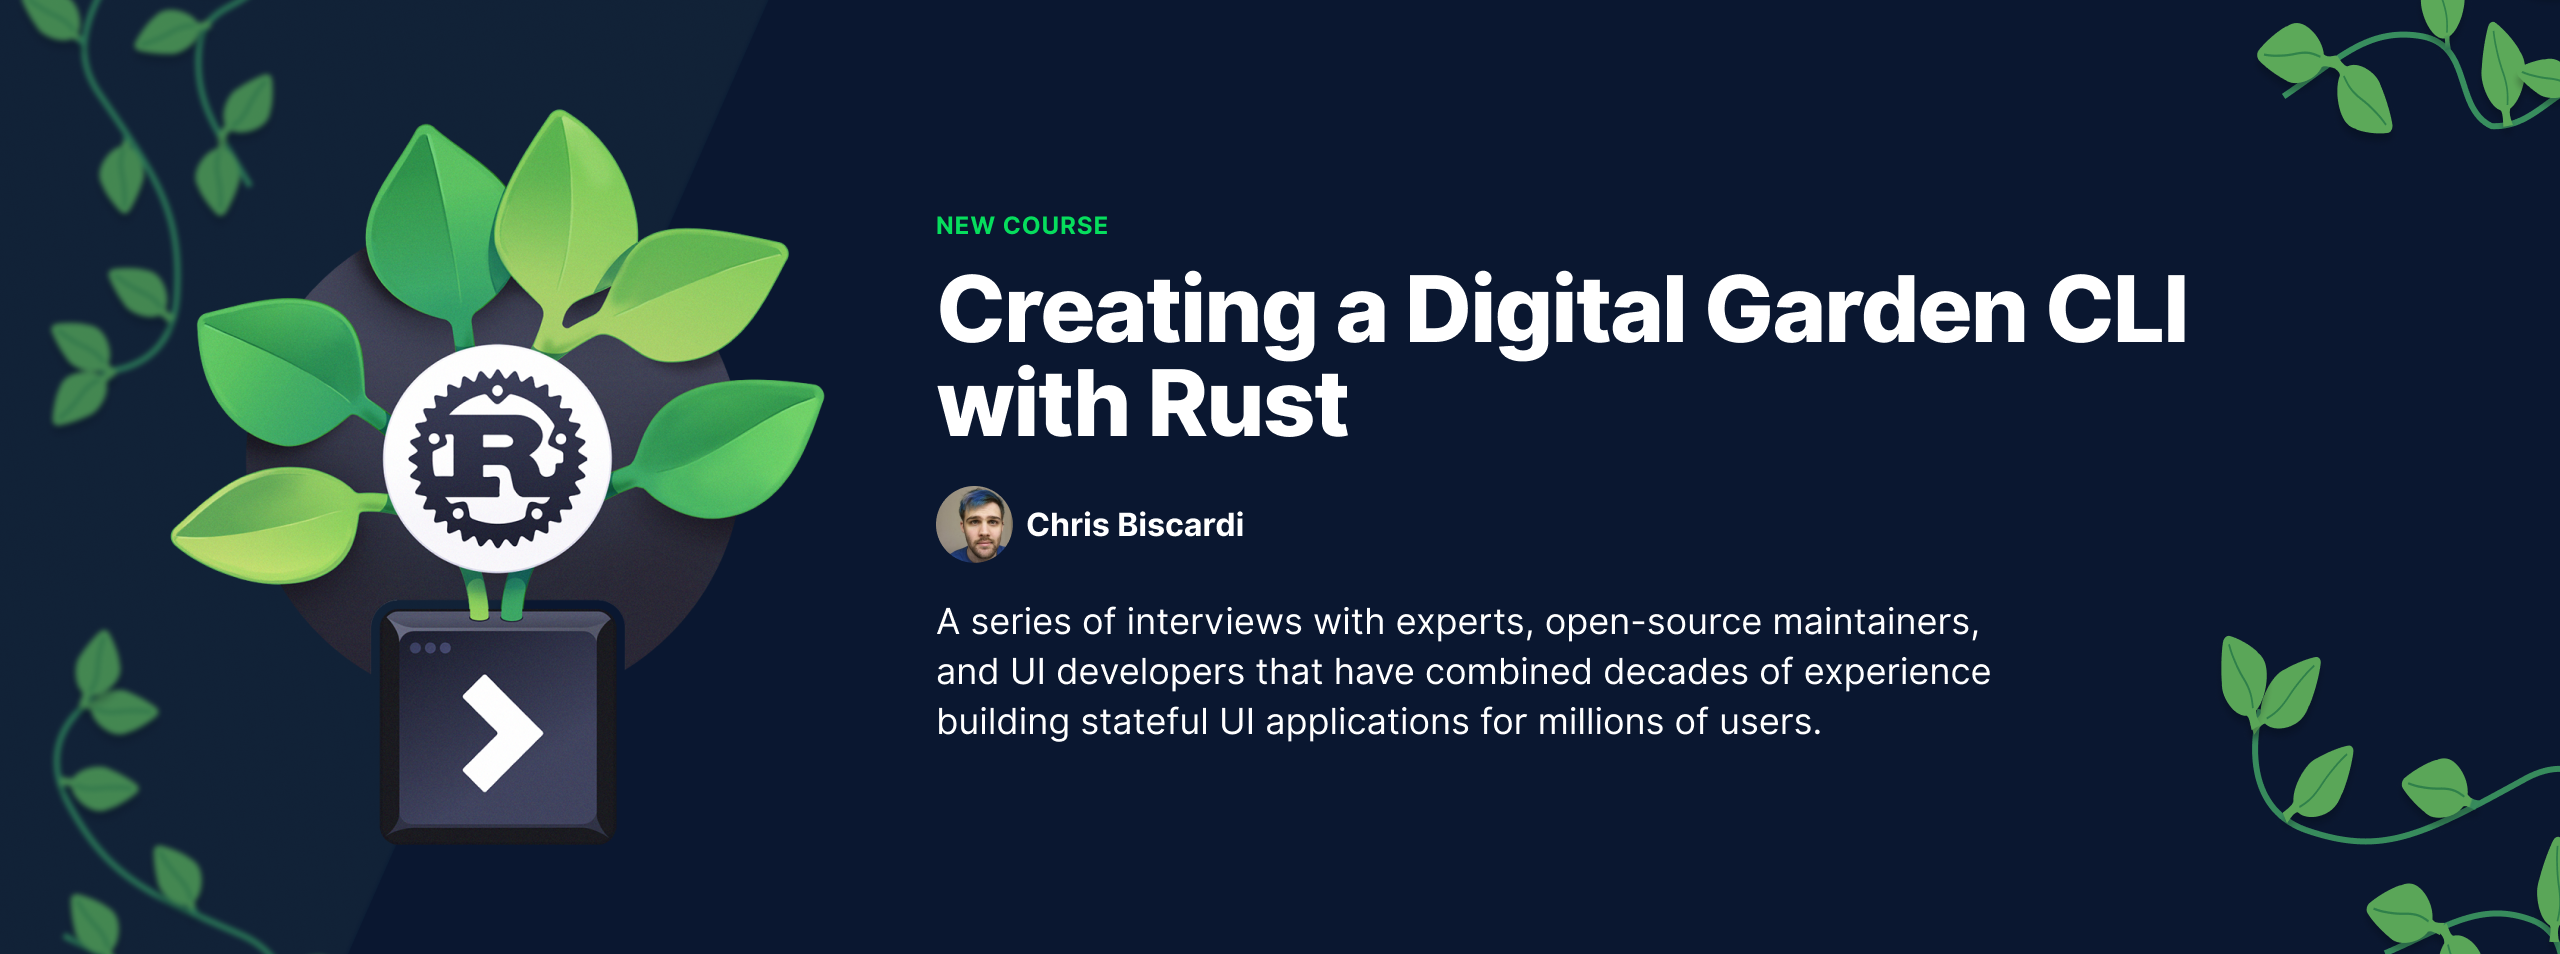 NEW COURSE
Creating a Digital Garden CLI
with Rust
R
Chris Biscardi
A series of interviews with experts, open-source maintainers,
and UI developers that have combined decades of experience
building stateful UI applications for millions of users.